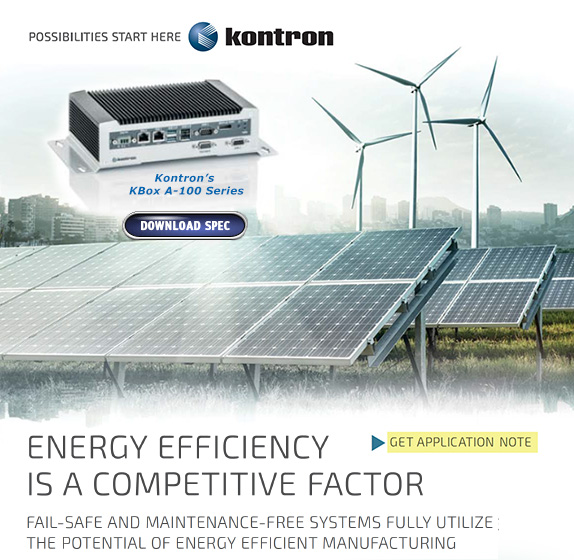 POSSIBILITIES START HERE kontron
kontron
Kontron's
KBox A-100 Series
DOWNLOAD SPEC
ENERGY EFFICIENCY
GET APPLICATION NOTE
IS A COMPETITIVE FACTOR
FAIL-SAFE AND MAINTENANCE-FREE SYSTEMS FULLY UTILIZE
THE POTENTIAL OF ENERGY EFFICIENT MANUFACTURING